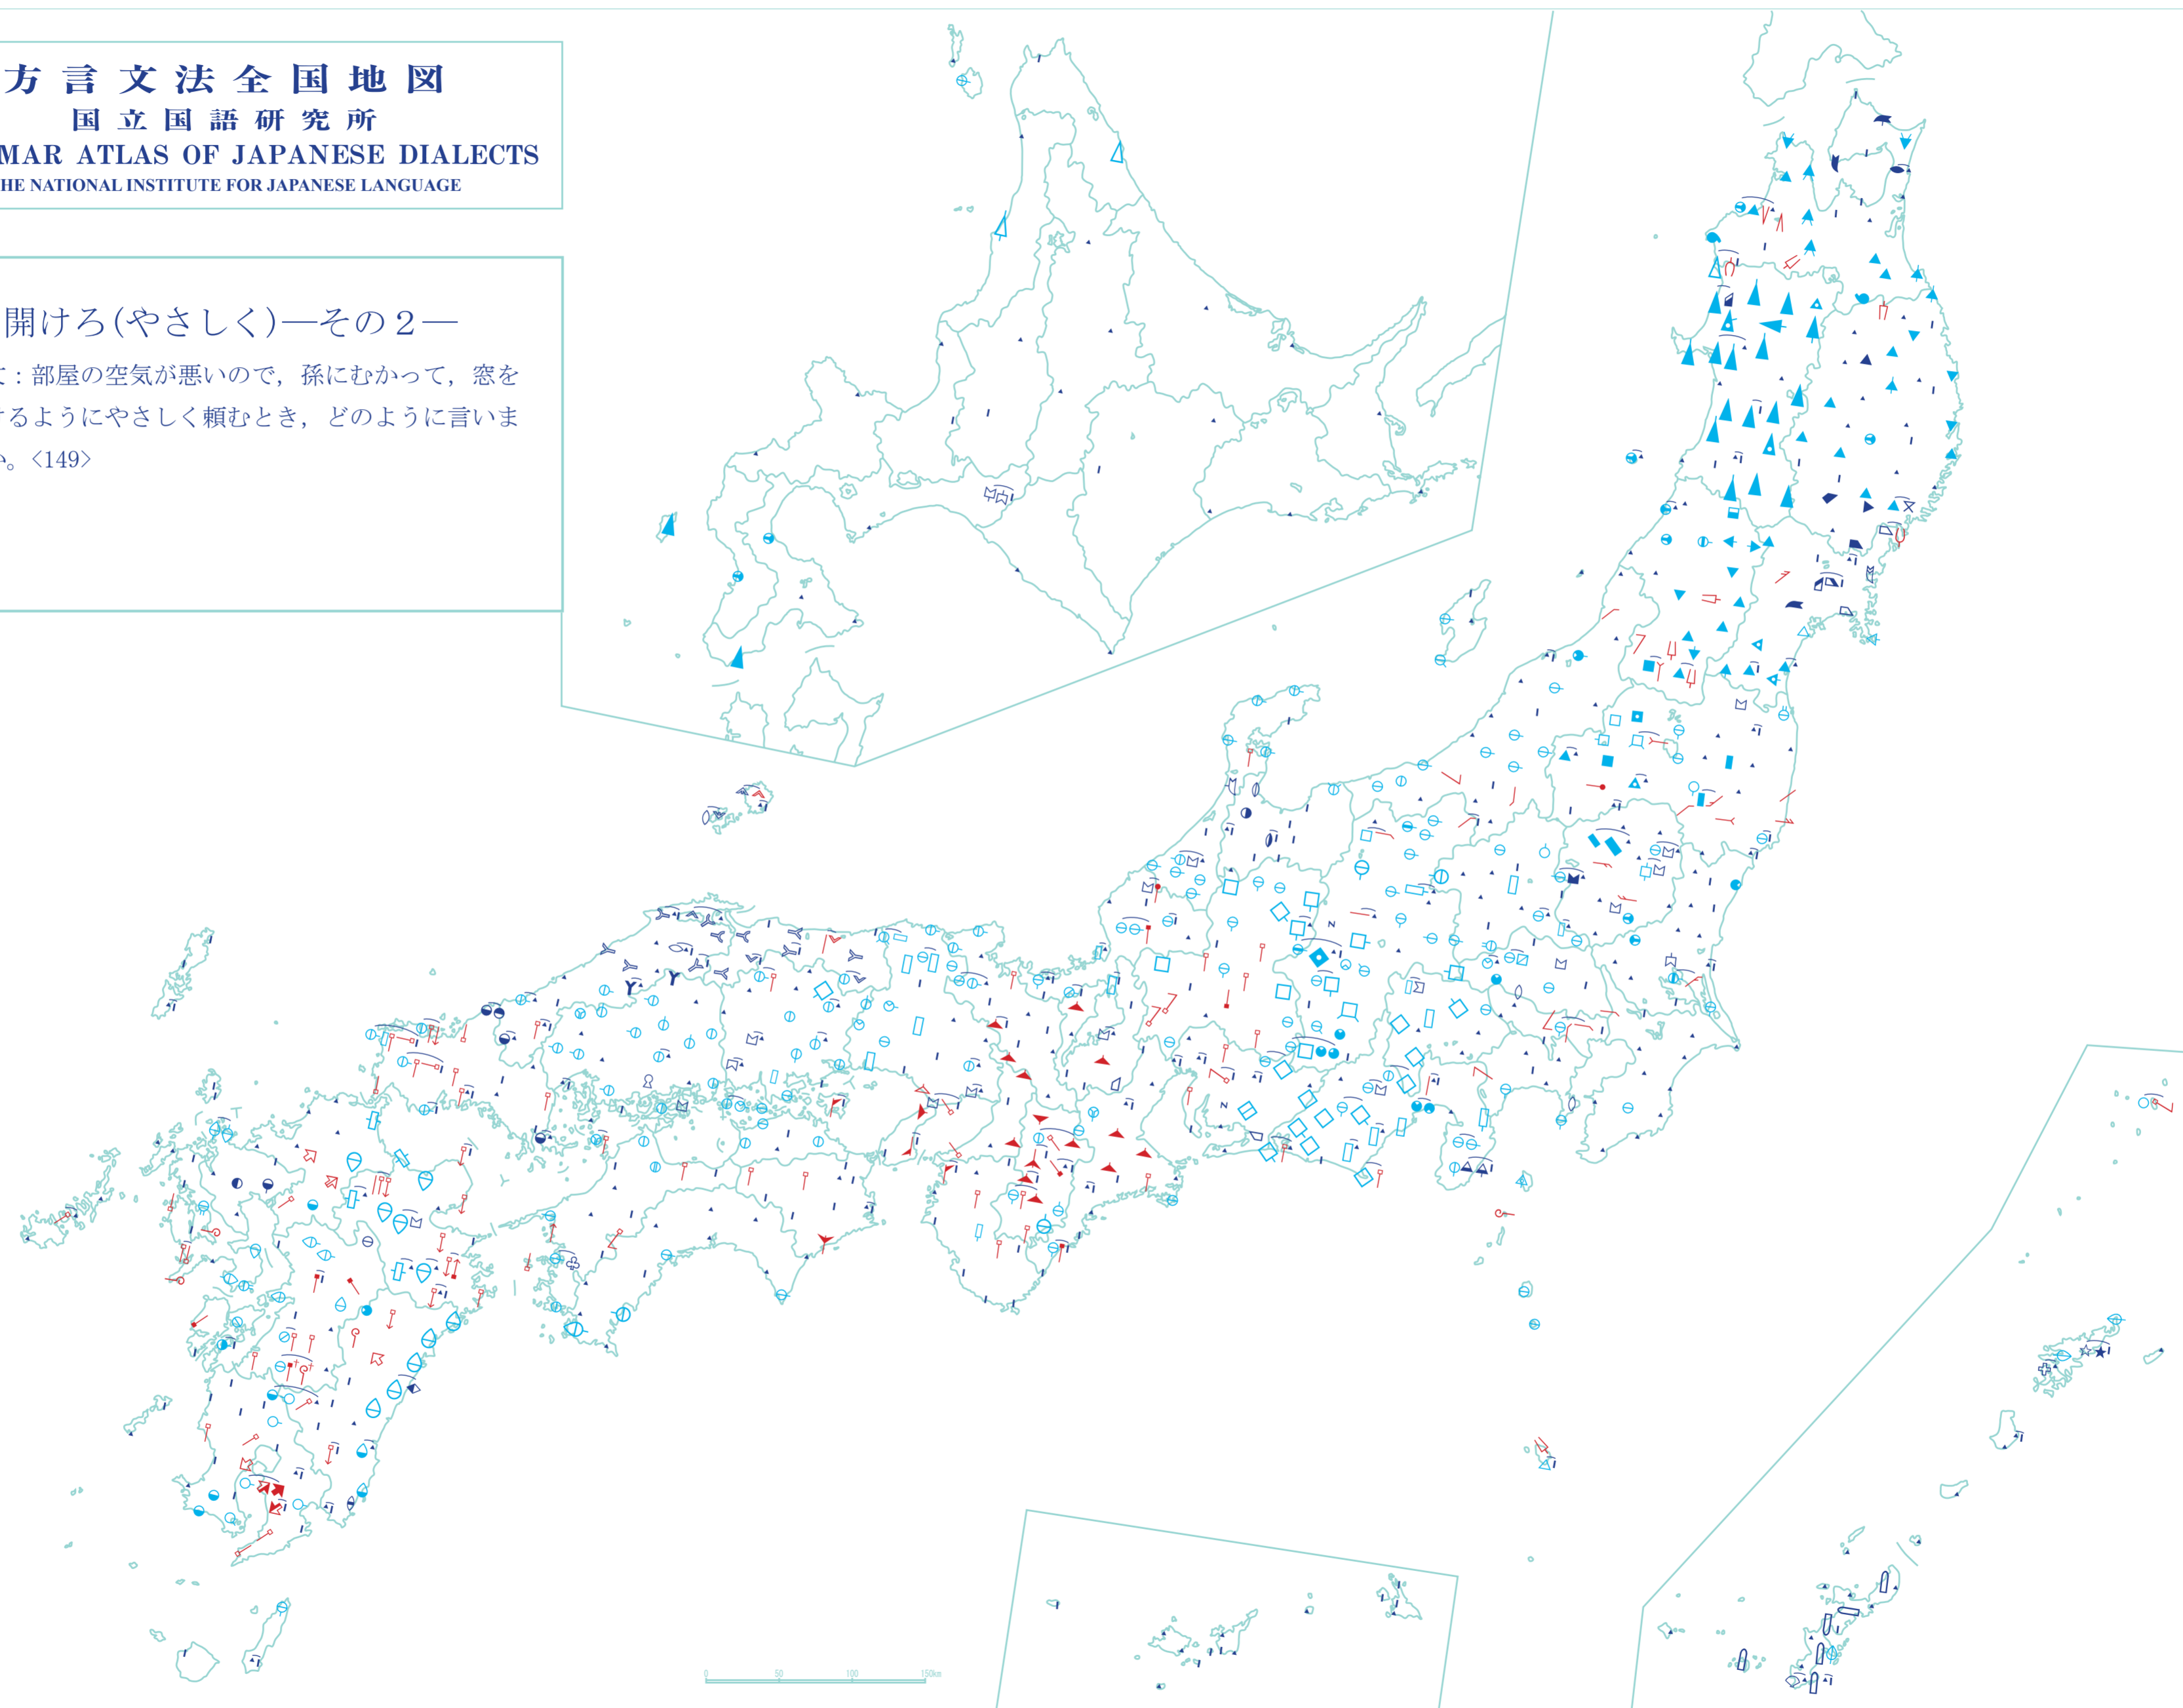 方言文法全国地図
国立国語研究所
MAR ATLAS OF JAPANESE DIALECTS
HE NATIONAL INSTITUTE FOR JAPANESE LANGUAGE
開けろ(やさしく)―その2―
:部屋の空気が悪いので,孫にむかって,窓を
けるようにやさしく頼むとき,どのように言いま
か。<149>
0 50 100 150km